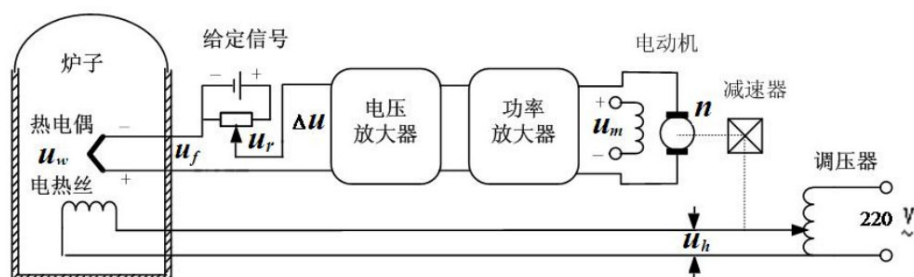 给定信号
炉子
− +
电动机
减速器
热电偶
−
u_w
u_f
u_r
Δu
电压
放大器
功率
放大器
+
u_m
−
n
+
电热丝
调压器
u_h
220 V
~